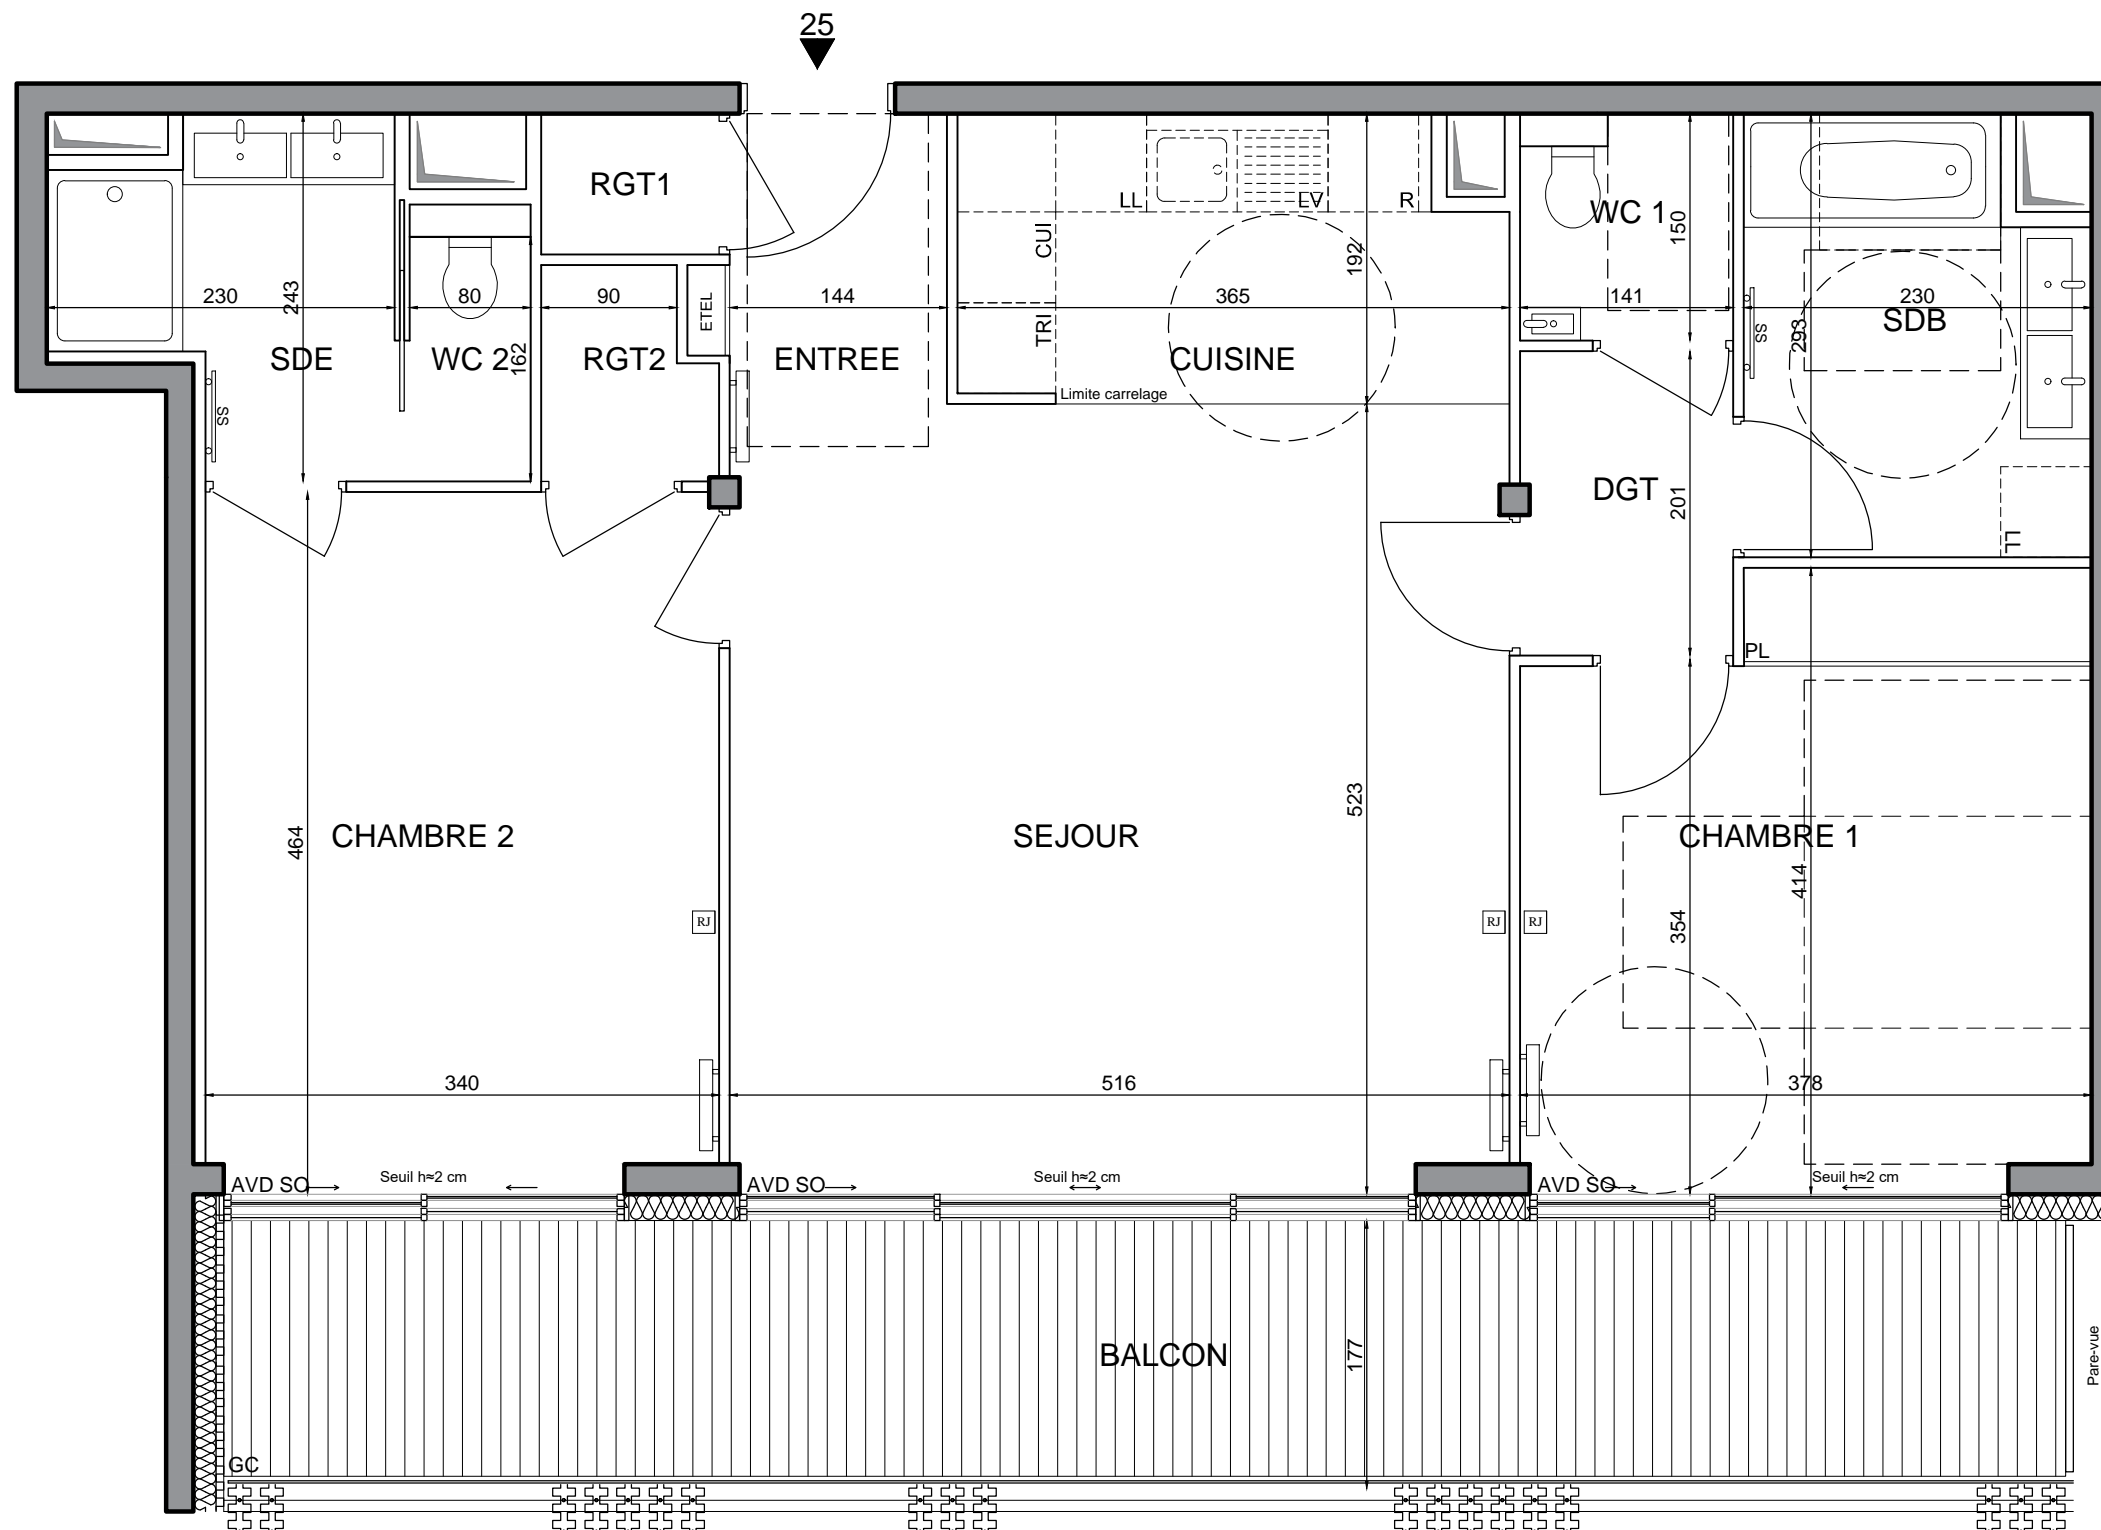 25
RGT1
LL
LV
R
WC 1
150
CUI
192
230
243
80
90
ETEL
144
365
141
230
SDB
293
SS
TRI
SDE
WC 2
162
RGT2
ENTREE
CUISINE
Limite carrelage
SS
DGT
201
LL
PL
464
CHAMBRE 2
SEJOUR
523
CHAMBRE 1
414
354
RJ
RJ
RJ
340
516
378
AVD SO
Seuil h≈2 cm
AVD SO
Seuil h≈2 cm
AVD SO
Seuil h≈2 cm
BALCON
177
Pare-vue
GC